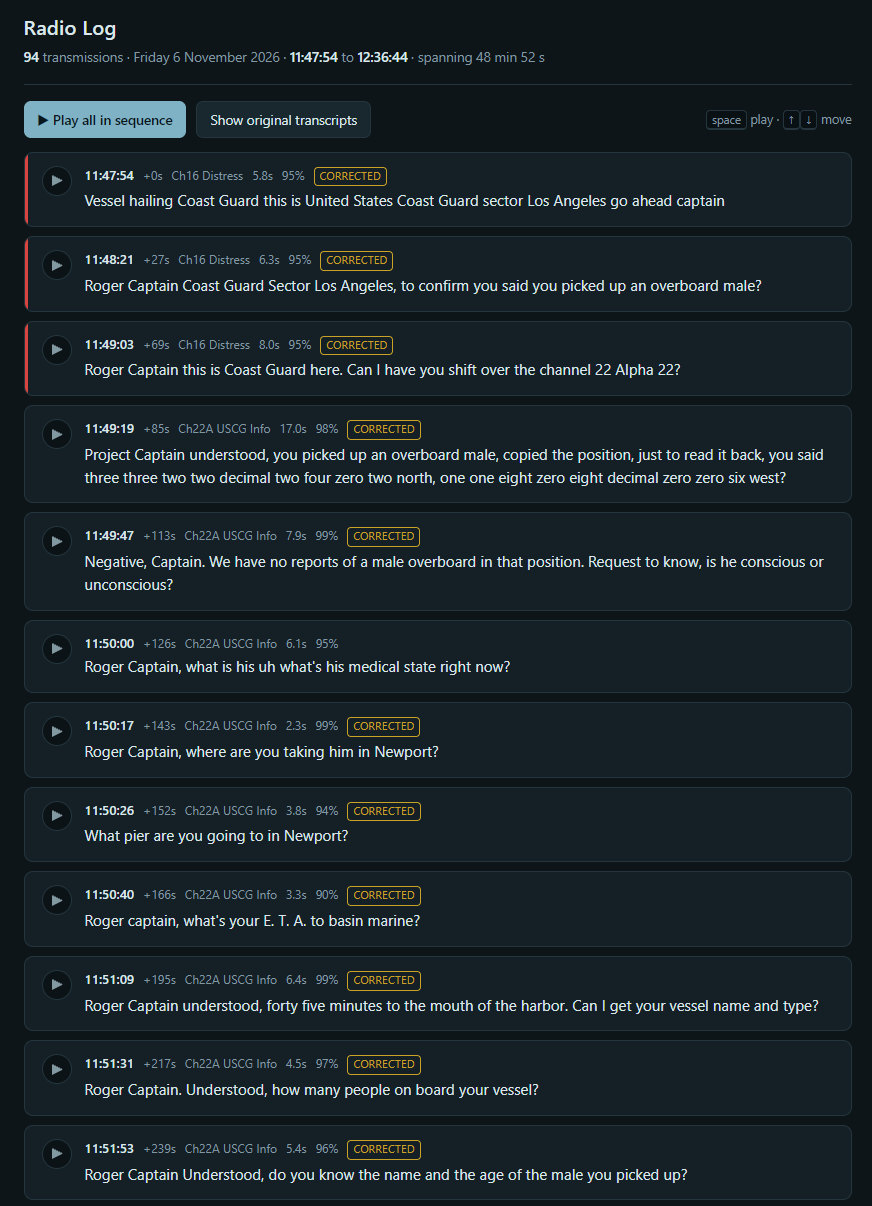 Radio Log
94 transmissions · Friday 6 November 2026 · 11:47:54 to 12:36:44 · spanning 48 min 52 s
▶ Play all in sequence
Show original transcripts
space play · ↑ ↓ move
11:47:54 +0s Ch16 Distress 5.8s 95% CORRECTED
Vessel hailing Coast Guard this is United States Coast Guard sector Los Angeles go ahead captain
11:48:21 +27s Ch16 Distress 6.3s 95% CORRECTED
Roger Captain Coast Guard Sector Los Angeles, to confirm you said you picked up an overboard male?
11:49:03 +69s Ch16 Distress 8.0s 95% CORRECTED
Roger Captain this is Coast Guard here. Can I have you shift over the channel 22 Alpha 22?
11:49:19 +85s Ch22A USCG Info 17.0s 98% CORRECTED
Project Captain understood, you picked up an overboard male, copied the position, just to read it back, you said
three three two two decimal two four zero two north, one one eight zero eight decimal zero zero six west?
11:49:47 +113s Ch22A USCG Info 7.9s 99% CORRECTED
Negative, Captain. We have no reports of a male overboard in that position. Request to know, is he conscious or
unconscious?
11:50:00 +126s Ch22A USCG Info 6.1s 95%
Roger Captain, what is his uh what's his medical state right now?
11:50:17 +143s Ch22A USCG Info 2.3s 99% CORRECTED
Roger Captain, where are you taking him in Newport?
11:50:26 +152s Ch22A USCG Info 3.8s 94% CORRECTED
What pier are you going to in Newport?
11:50:40 +166s Ch22A USCG Info 3.3s 90% CORRECTED
Roger captain, what's your E. T. A. to basin marine?
11:51:09 +195s Ch22A USCG Info 6.4s 99% CORRECTED
Roger Captain understood, forty five minutes to the mouth of the harbor. Can I get your vessel name and type?
11:51:31 +217s Ch22A USCG Info 4.5s 97% CORRECTED
Roger Captain. Understood, how many people on board your vessel?
11:51:53 +239s Ch22A USCG Info 5.4s 96% CORRECTED
Roger Captain Understood, do you know the name and the age of the male you picked up?